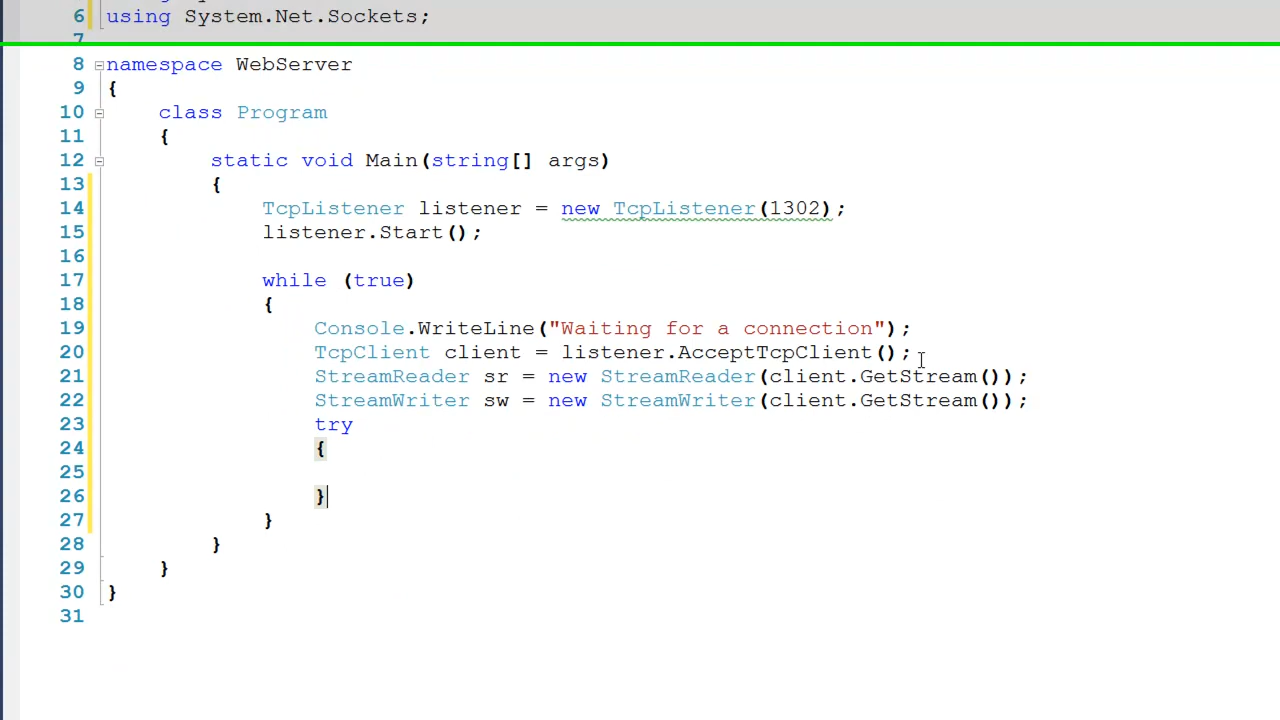 6 using System.Net.Sockets;
7
8 namespace WebServer
9 {
10 class Program
11 {
12 static void Main(string[] args)
13 {
14 TcpListener listener = new TcpListener(1302);
15 listener.Start();
16
17 while (true)
18 {
19 Console.WriteLine("Waiting for a connection");
20 TcpClient client = listener.AcceptTcpClient();
21 StreamReader sr = new StreamReader(client.GetStream());
22 StreamWriter sw = new StreamWriter(client.GetStream());
23 try
24 {
25
26 }
27 }
28 }
29 }
30 }
31